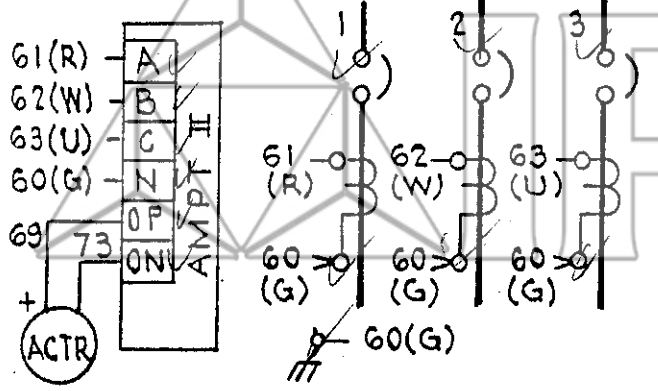 1 2 3
61(R) A
62(W) B
63(U) C
60(G) N
69 OP
73 ON
AMPT II
+
ACTR
61 (R) 62 (W) 63 (U)
60 (G) 60 (G) 60 (G)
60(G)